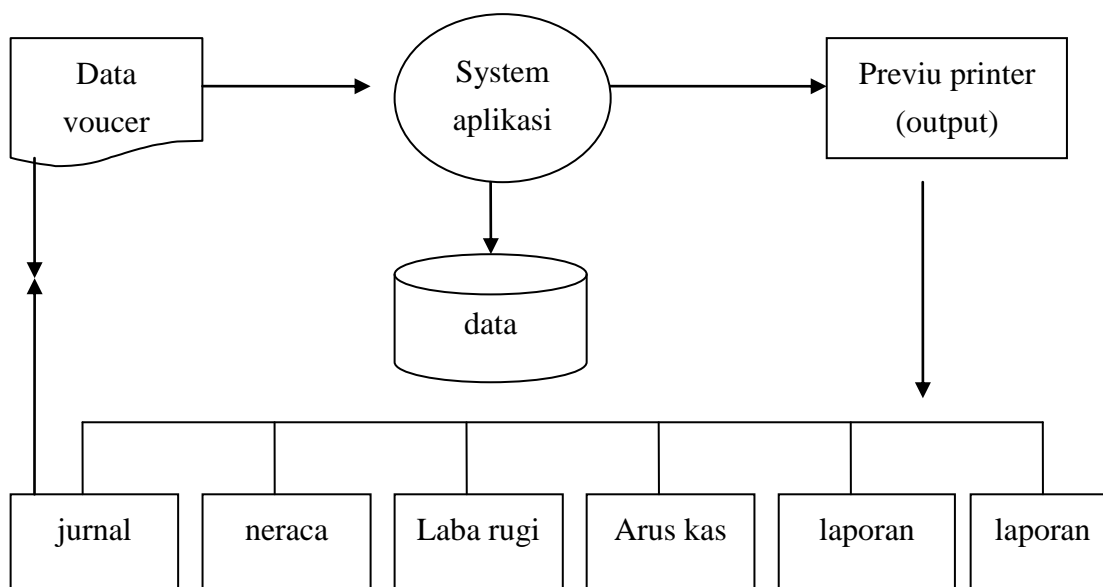 Data
voucer
System
aplikasi
Previu printer
(output)
data
jurnal
neraca
Laba rugi
Arus kas
laporan
laporan